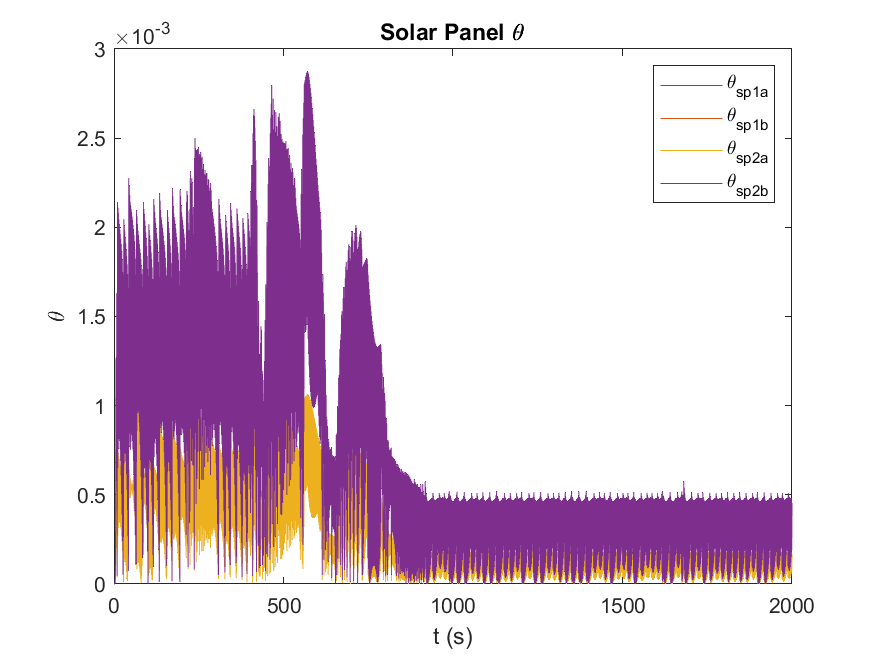 Solar Panel θ
×10⁻³
3
2.5
2
1.5
1
0.5
0
θ
0 500 1000 1500 2000
t (s)
θsp1a
θsp1b
θsp2a
θsp2b